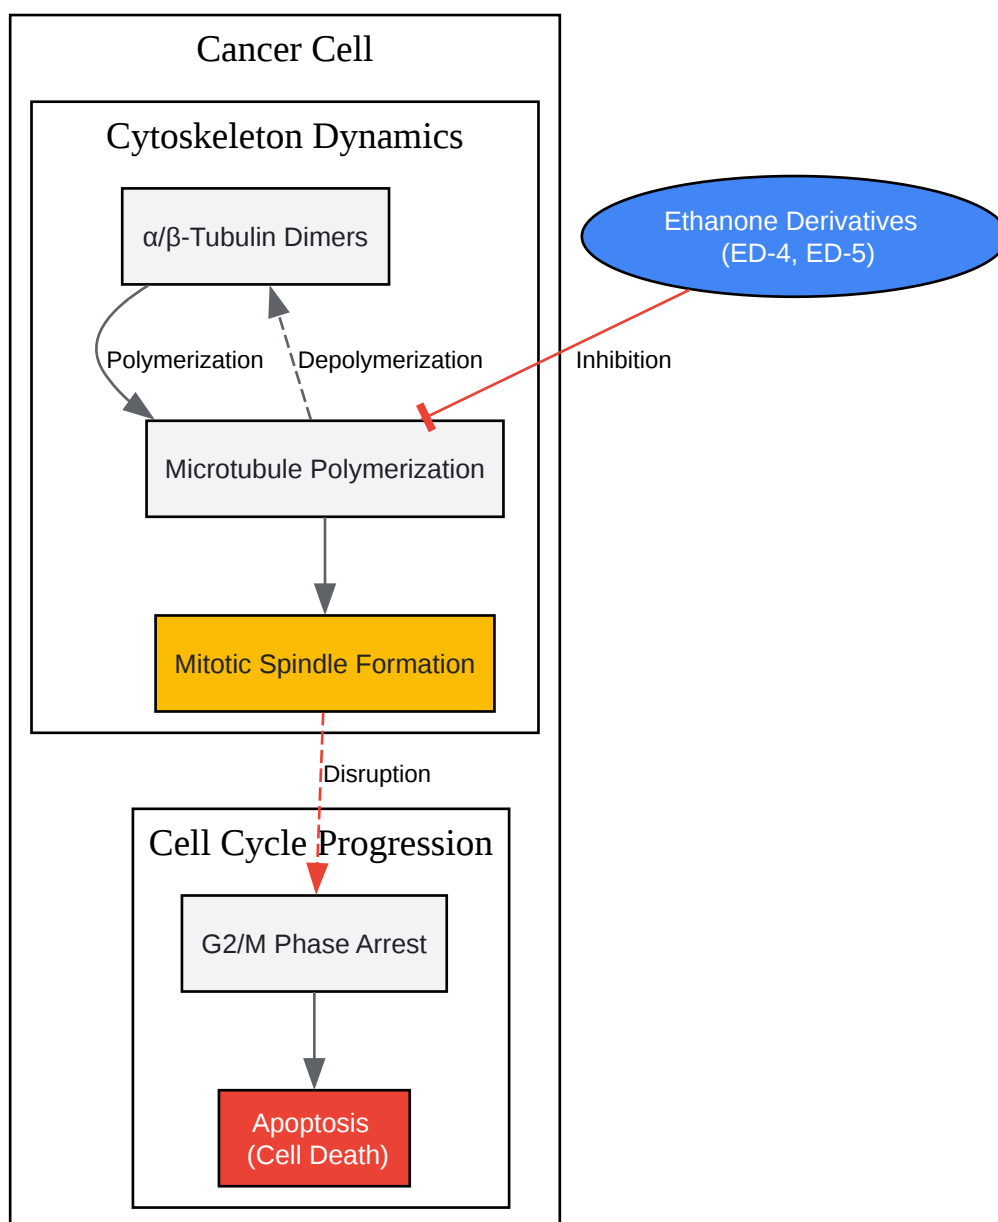 Cancer Cell
Cytoskeleton Dynamics
α/β-Tubulin Dimers
Ethanone Derivatives
(ED-4, ED-5)
Polymerization
Depolymerization
Inhibition
Microtubule Polymerization
Mitotic Spindle Formation
Disruption
Cell Cycle Progression
G2/M Phase Arrest
Apoptosis
(Cell Death)